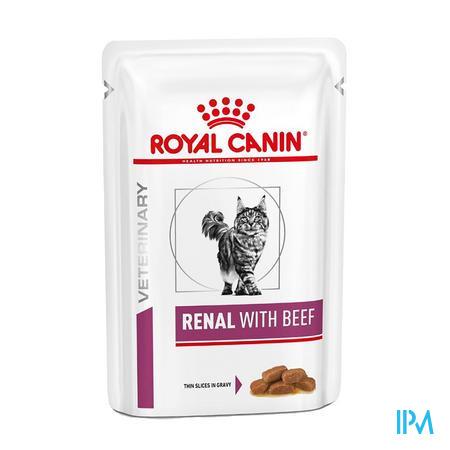 ROYAL CANIN®
HEALTH NUTRITION SINCE 1968
VETERINARY
RENAL WITH BEEF
THIN SLICES IN GRAVY
IPM